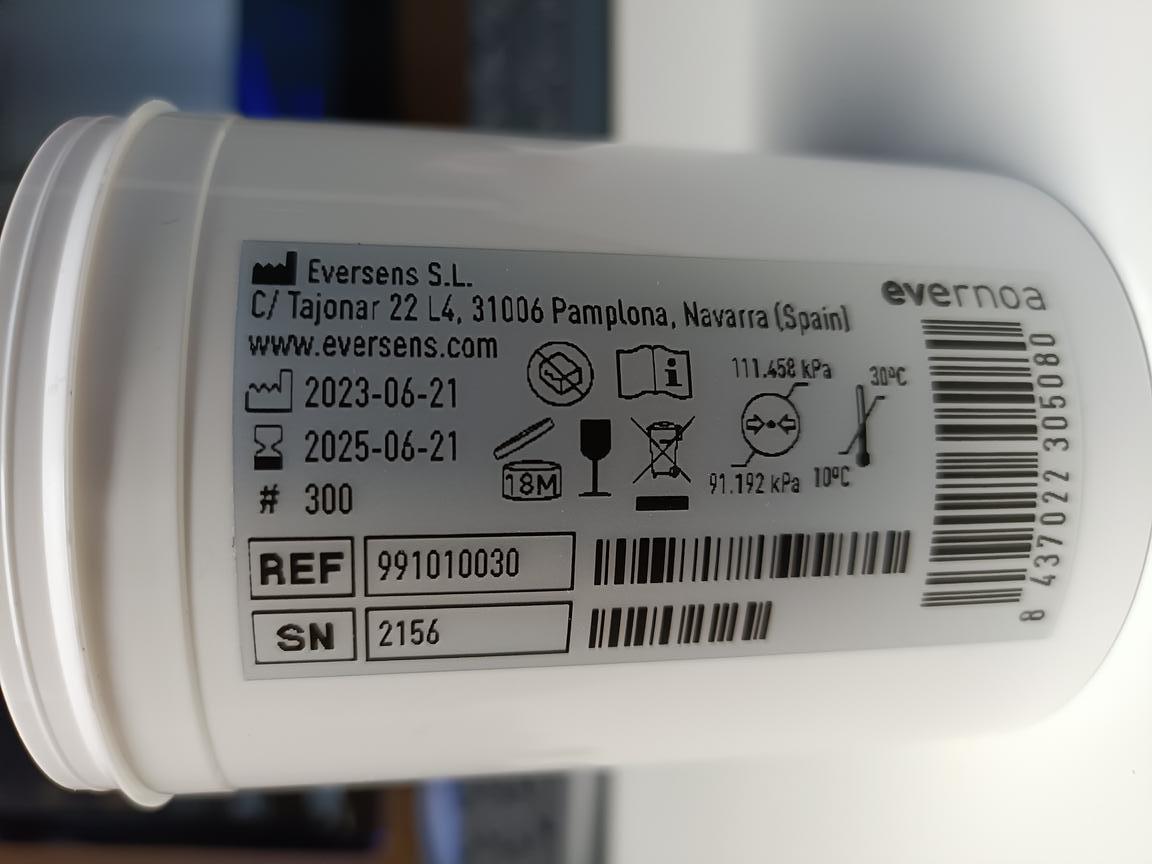 Eversens S.L.
C/ Tajonar 22 L4, 31006 Pamplona, Navarra (Spain)
www.eversens.com
evernoa
2023-06-21
2025-06-21
# 300
18M
111.458 kPa
91.192 kPa
30ºC
10ºC
REF 991010030
SN 2156
8 437022 305080